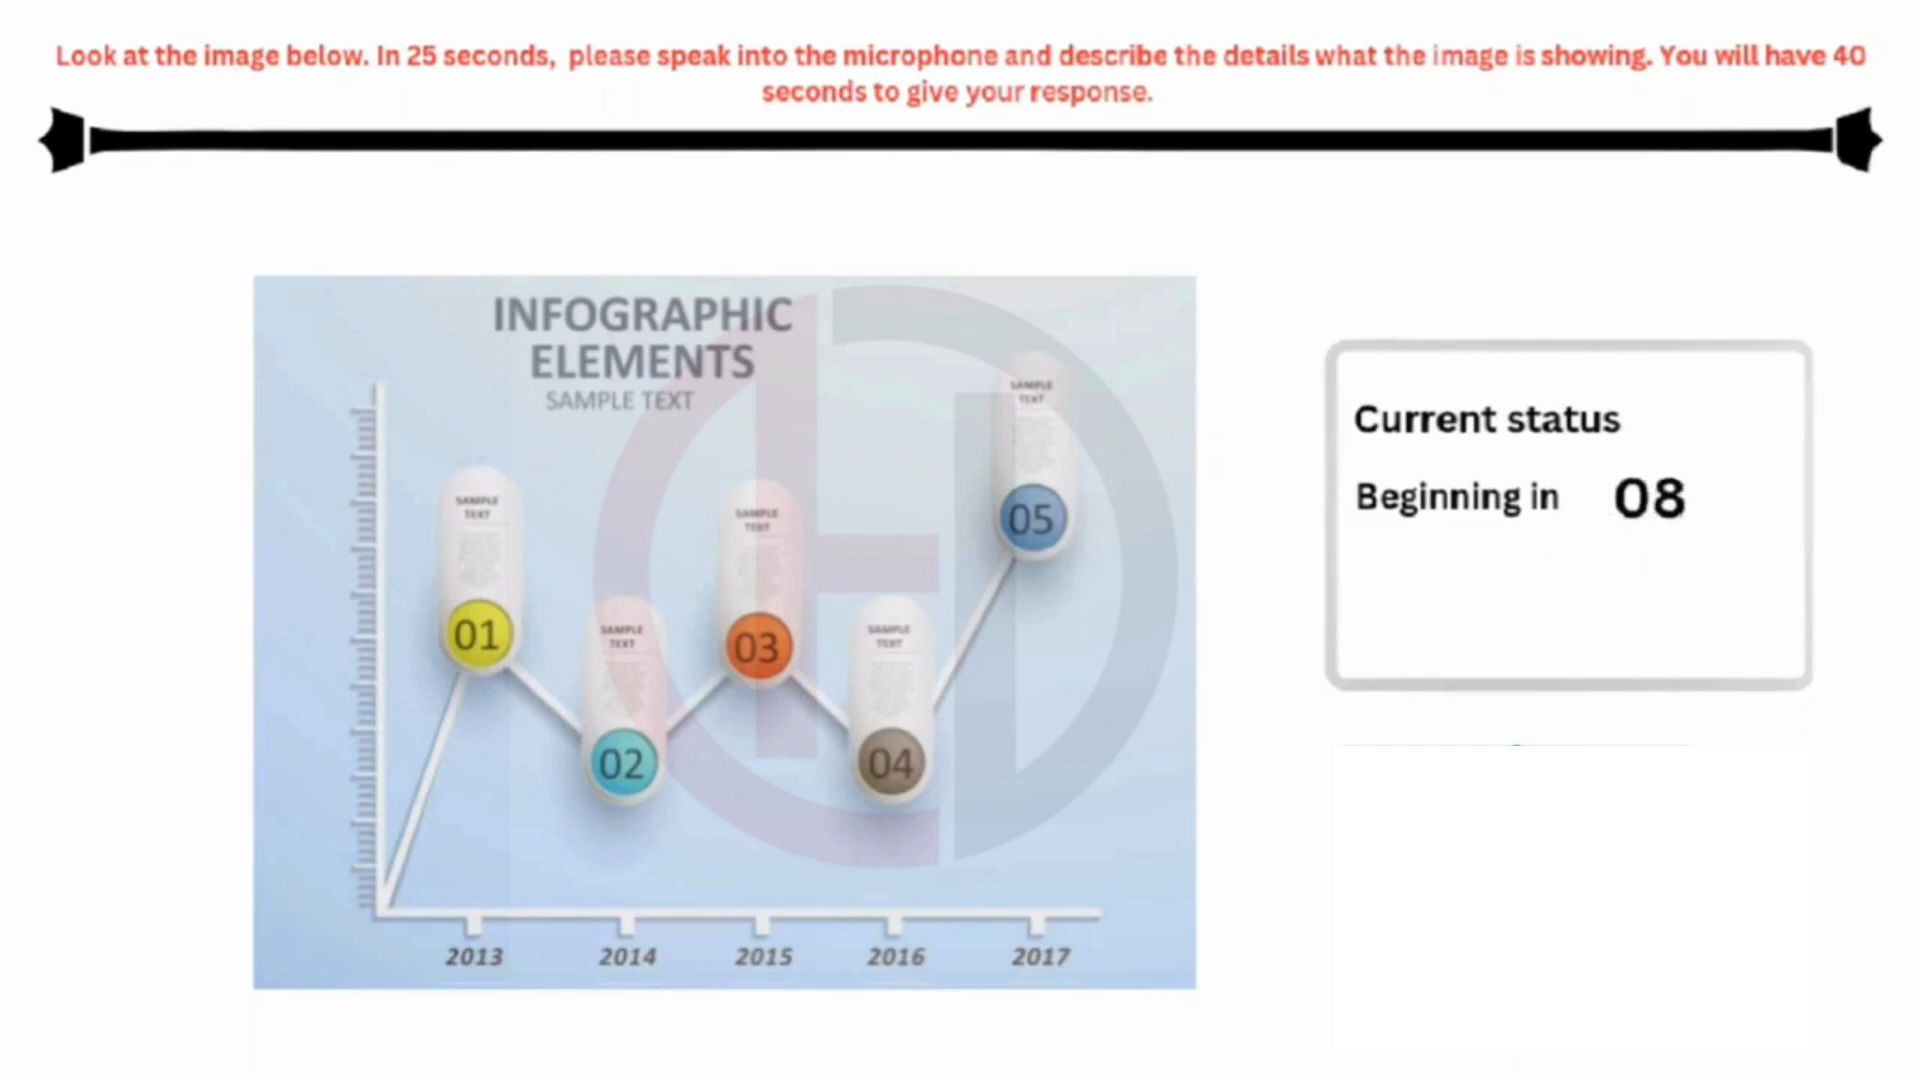 Look at the image below. In 25 seconds, please speak into the microphone and describe the details what the image is showing. You will have 40
seconds to give your response.
INFOGRAPHIC
ELEMENTS
SAMPLE TEXT
SAMPLE
TEXT
05
SAMPLE
TEXT
01
SAMPLE
TEXT
03
SAMPLE
TEXT
02
SAMPLE
TEXT
04
2013 2014 2015 2016 2017
Current status
Beginning in 08